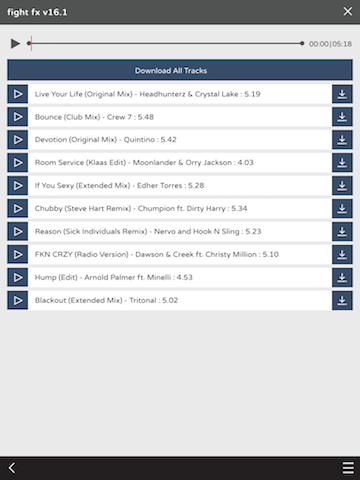 fight fx v16.1
00:00|05:18
Download All Tracks
Live Your Life (Original Mix) - Headhunterz & Crystal Lake : 5.19
Bounce (Club Mix) - Crew 7 : 5.48
Devotion (Original Mix) - Quintino : 5.42
Room Service (Klaas Edit) - Moonlander & Orry Jackson : 4.03
If You Sexy (Extended Mix) - Edher Torres : 5.28
Chubby (Steve Hart Remix) - Chumpion ft. Dirty Harry : 5.34
Reason (Sick Individuals Remix) - Nervo and Hook N Sling : 5.23
FKN CRZY (Radio Version) - Dawson & Creek ft. Christy Million : 5.10
Hump (Edit) - Arnold Palmer ft. Minelli : 4.53
Blackout (Extended Mix) - Tritonal : 5.02